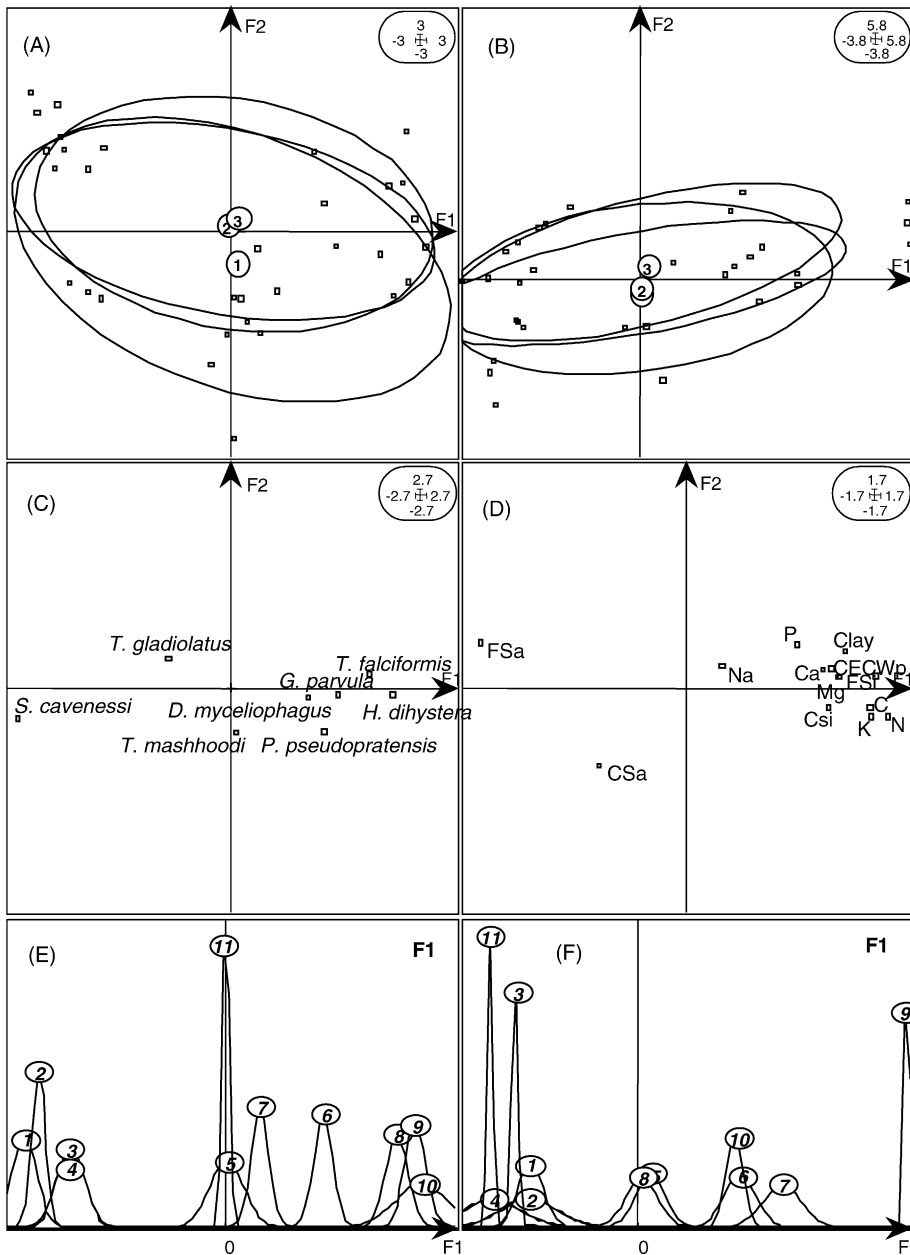 (A)
F2
3
-3 3
-3
F1
2
3
1
(B)
F2
5.8
-3.8 5.8
-3.8
F1
3
2
(C)
F2
2.7
-2.7 2.7
-2.7
T. gladiolatus
T. falciformis
F1
G. parvula
S. cavenessi
D. myceliophagus
H. dihystera
T. mashhoodi
P. pseudopratensis
(D)
F2
1.7
-1.7 1.7
-1.7
FSa
P
Clay
Na
Ca
CEC
Wp
FSi
F1
Mg
Csi
C
K
N
CSa
(E)
F1
11
2
1
3
4
5
7
6
8
9
10
0
F1
(F)
F1
11
3
9
1
4
2
8
10
6
7
0